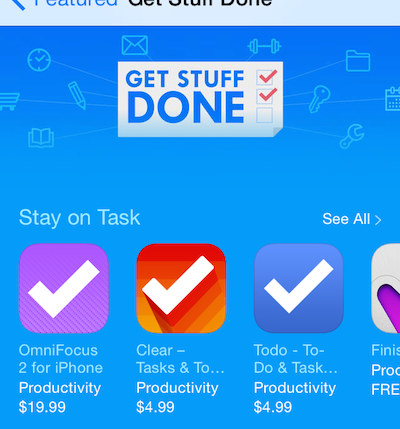 Featured Get Stuff Done
GET STUFF
DONE
Stay on Task
See All
OmniFocus
2 for iPhone
Productivity
$19.99
Clear –
Tasks & To…
Productivity
$4.99
Todo - To-
Do & Task…
Productivity
$4.99
Finis
Proc
FRE